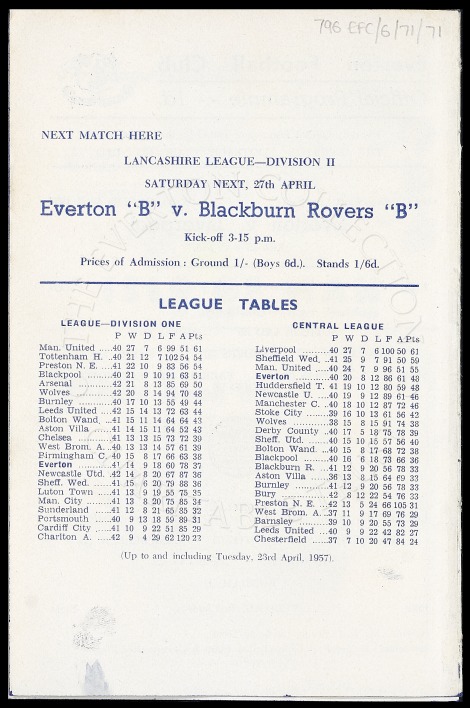 796 EFC/6/71/71
NEXT MATCH HERE
LANCASHIRE LEAGUE—DIVISION II
SATURDAY NEXT, 27th APRIL
Everton "B" v. Blackburn Rovers "B"
Kick-off 3-15 p.m.
Prices of Admission : Ground 1/- (Boys 6d.). Stands 1/6d.
LEAGUE TABLES
LEAGUE—DIVISION ONE
P W D L F A Pts
Man. United .....40 27 7 6 99 51 61
Tottenham H. ..40 21 12 7 102 54 54
Preston N. E. ....41 22 10 9 83 56 54
Blackpool .........40 21 9 10 91 63 51
Arsenal ............42 21 8 13 85 69 50
Wolves .............42 20 8 14 94 70 48
Burnley ............40 17 10 13 55 49 44
Leeds United ...42 15 14 13 72 63 44
Bolton Wand. ...41 15 11 14 64 64 43
Aston Villa .......41 14 15 11 64 52 43
Chelsea ............41 13 13 15 73 72 39
West Brom. A...40 13 13 14 57 61 39
Birmingham C. ..40 15 8 17 66 63 38
Everton ............41 14 9 18 60 78 37
Newcastle Utd. 42 14 8 20 67 87 36
Sheff. Wed. ......41 15 6 20 79 88 36
Luton Town ......41 13 9 19 55 75 35
Man. City .........41 13 8 20 75 85 34
Sunderland .......41 12 8 21 65 85 32
Portsmouth .......40 9 13 18 59 89 31
Cardiff City .......41 10 9 22 51 85 29
Charlton A. .......42 9 4 29 62 120 22
CENTRAL LEAGUE
P W D L F A Pts
Liverpool ..........40 27 7 6 100 50 61
Sheffield Wed. ..41 25 9 7 91 50 59
Man. United .....40 24 7 9 96 51 55
Everton ............40 20 8 12 86 61 48
Huddersfield T. 41 19 10 12 80 59 48
Newcastle U. ....40 19 9 12 89 61 46
Manchester C. ..40 18 10 12 87 72 46
Stoke City ........39 16 10 13 61 56 42
Wolves .............38 15 8 15 91 74 38
Derby County ...40 17 5 18 75 78 39
Sheff. Utd. .......40 15 10 15 57 56 40
Bolton Wand. ...40 15 8 17 68 72 38
Blackpool .........40 16 6 18 73 66 36
Blackburn R. ....41 12 9 20 56 78 33
Aston Villa .......36 13 8 15 64 69 33
Burnley ............41 12 9 20 56 78 33
Bury ................42 8 12 22 54 76 33
Preston N. E. ...42 13 5 24 66 105 31
West Brom. A. ..37 11 9 17 69 76 29
Barnsley ..........39 10 9 20 55 73 29
Leeds United ....40 9 9 22 42 82 27
Chesterfield ......37 7 10 20 47 84 24
(Up to and including Tuesday, 23rd April, 1957).